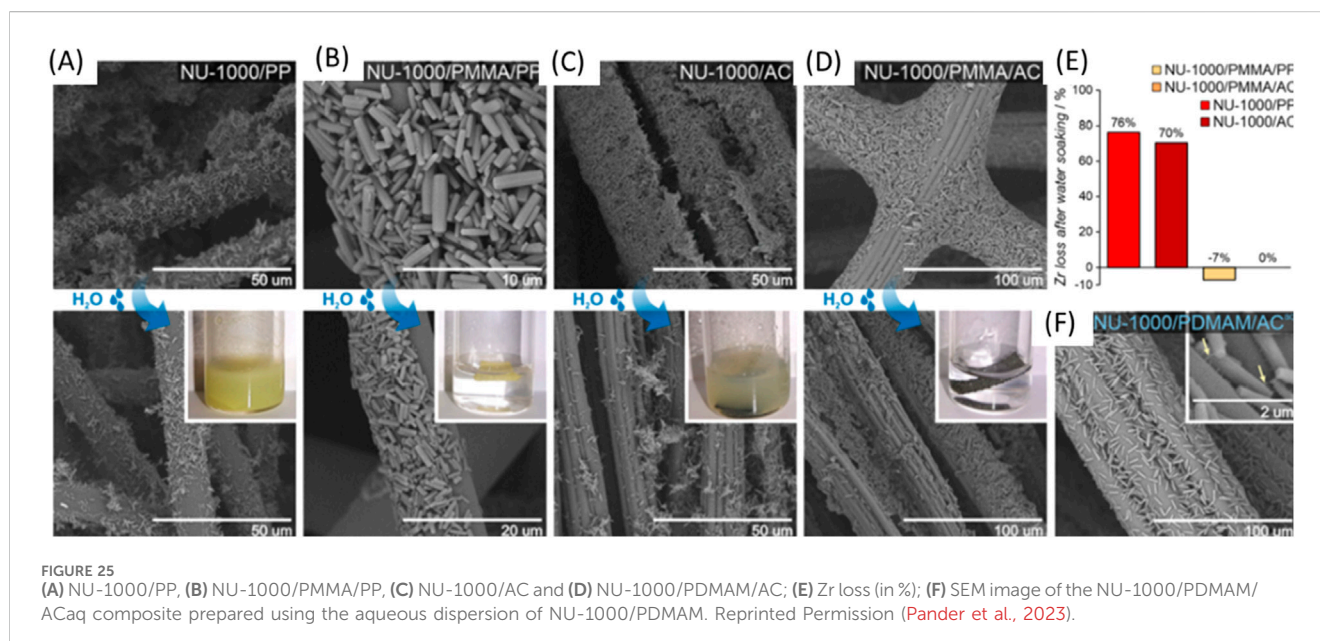 (A)
NU-1000/PP
(B)
NU-1000/PMMA/PP
(C)
NU-1000/AC
(D)
NU-1000/PMMA/AC
(E)
NU-1000/PMMA/PP
NU-1000/PMMA/AC
NU-1000/PP
NU-1000/AC
Zr loss after water soaking / %
100
80
60
40
20
0
-10
76%
70%
-7%
0%
50 um
10 um
50 um
100 um
H₂O
H₂O
H₂O
H₂O
(F)
NU-1000/PDMAM/AC
2 um
50 um
20 um
50 um
100 um
100 um
FIGURE 25
(A) NU-1000/PP, (B) NU-1000/PMMA/PP, (C) NU-1000/AC and (D) NU-1000/PDMAM/AC; (E) Zr loss (in %); (F) SEM image of the NU-1000/PDMAM/
ACaq composite prepared using the aqueous dispersion of NU-1000/PDMAM. Reprinted Permission (Pander et al., 2023).